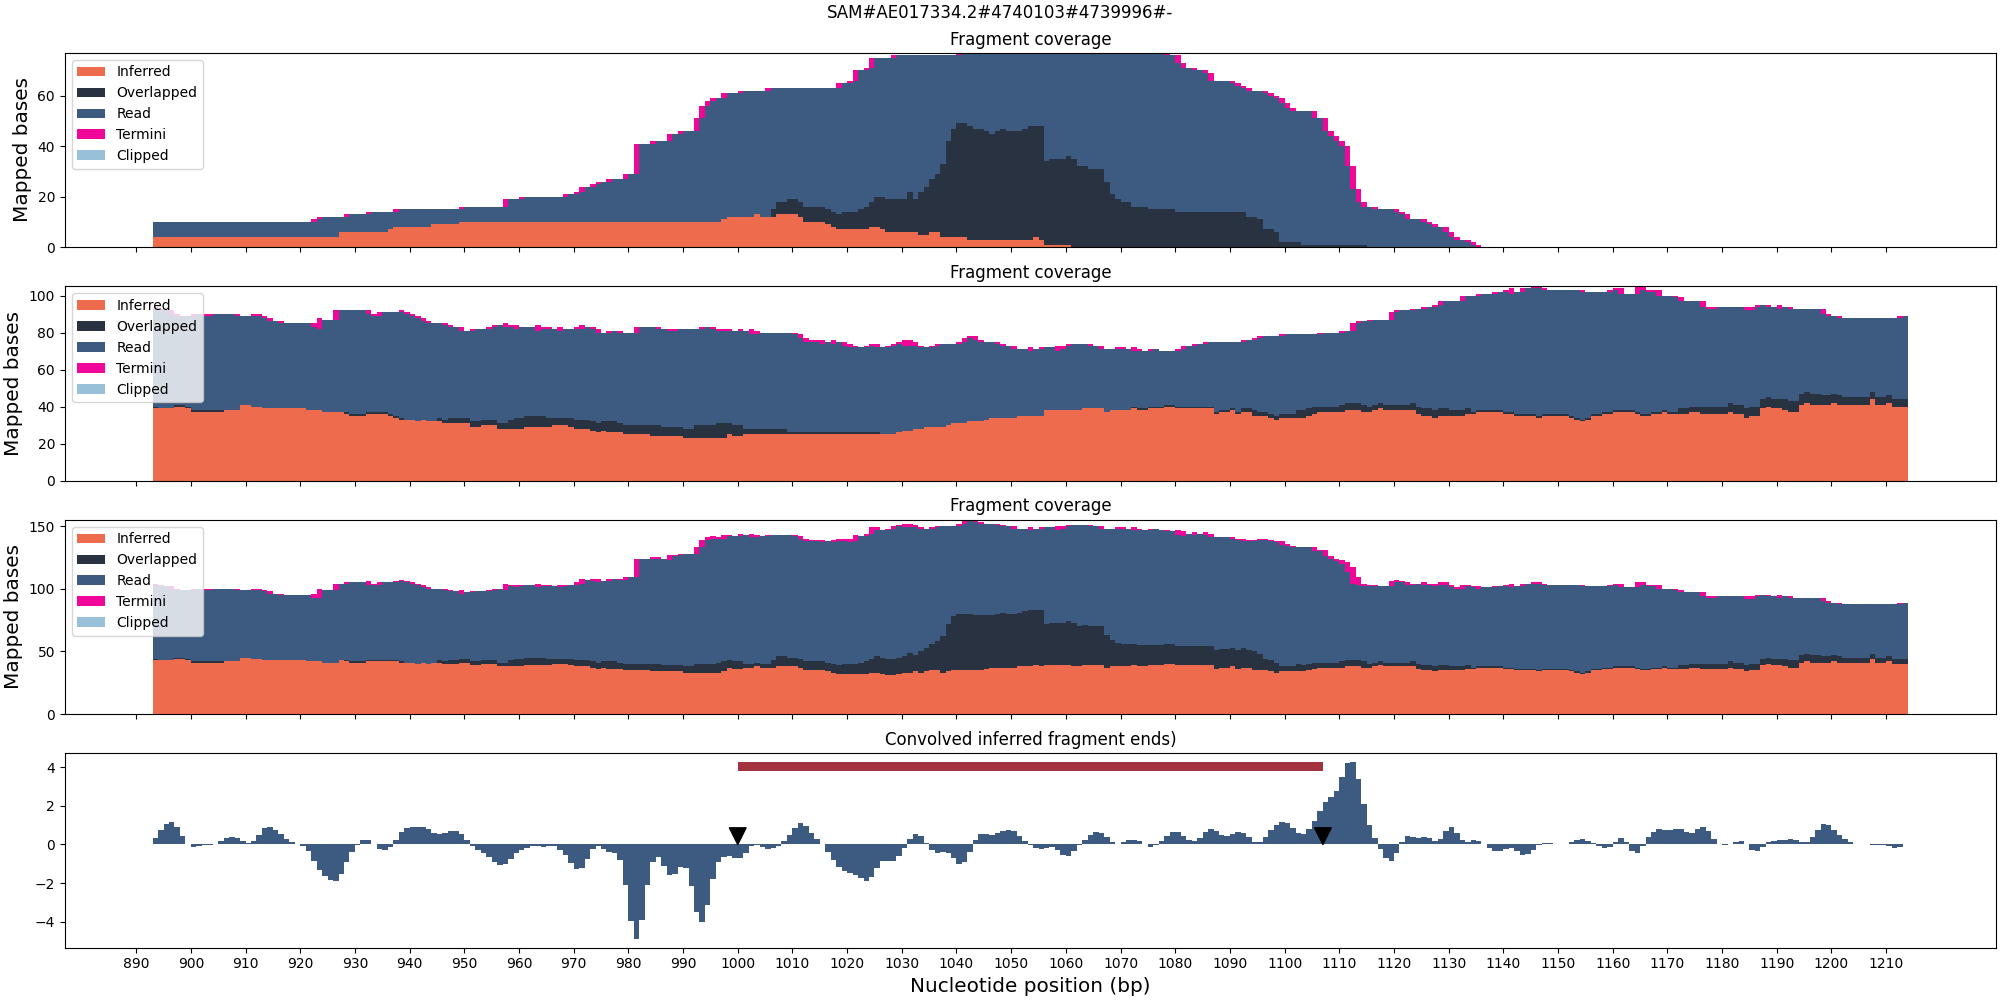 SAM#AE017334.2#4740103#4739996#-
Fragment coverage
Mapped bases
60
40
20
0
Inferred
Overlapped
Read
Termini
Clipped
Fragment coverage
Mapped bases
100
80
60
40
20
0
Inferred
Overlapped
Read
Termini
Clipped
Fragment coverage
Mapped bases
150
100
50
0
Inferred
Overlapped
Read
Termini
Clipped
Convolved inferred fragment ends)
4
2
0
−2
−4
890 900 910 920 930 940 950 960 970 980 990 1000 1010 1020 1030 1040 1050 1060 1070 1080 1090 1100 1110 1120 1130 1140 1150 1160 1170 1180 1190 1200 1210
Nucleotide position (bp)